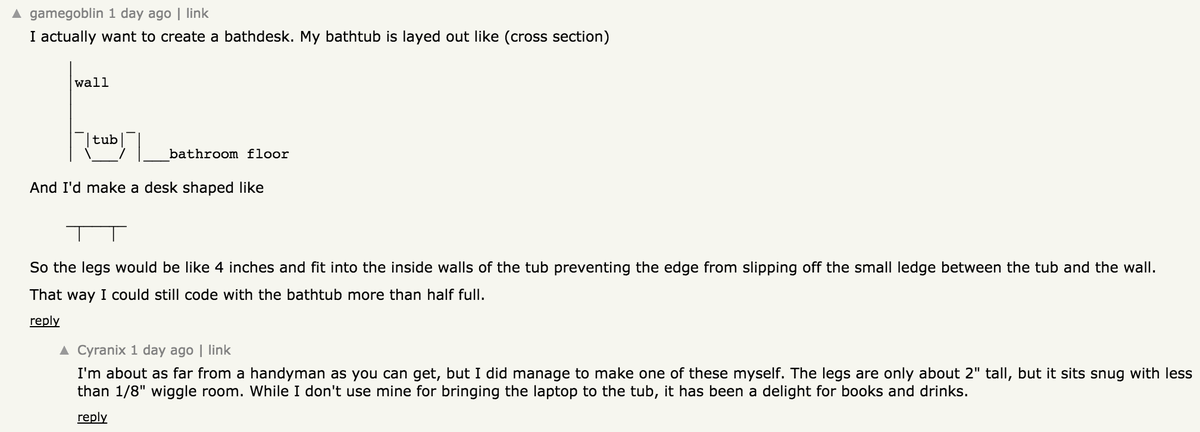 ▲ gamegoblin 1 day ago | link
I actually want to create a bathdesk. My bathtub is layed out like (cross section)
|
|wall
|
|
|‾|tub|‾|
| \___/ |___bathroom floor
And I'd make a desk shaped like
‾‾|‾‾|‾‾
So the legs would be like 4 inches and fit into the inside walls of the tub preventing the edge from slipping off the small ledge between the tub and the wall.
That way I could still code with the bathtub more than half full.
reply
▲ Cyranix 1 day ago | link
I'm about as far from a handyman as you can get, but I did manage to make one of these myself. The legs are only about 2" tall, but it sits snug with less
than 1/8" wiggle room. While I don't use mine for bringing the laptop to the tub, it has been a delight for books and drinks.
reply